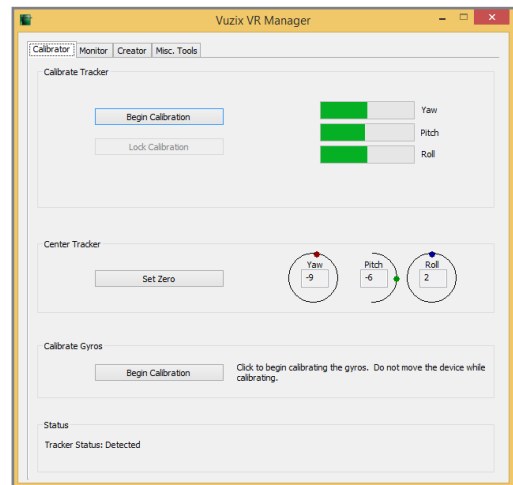 Vuzix VR Manager
Calibrator Monitor Creator Misc. Tools
Calibrate Tracker
Begin Calibration
Yaw
Pitch
Lock Calibration
Roll
Center Tracker
Set Zero
Yaw Pitch Roll
-9 -6 2
Calibrate Gyros
Begin Calibration
Click to begin calibrating the gyros. Do not move the device while
calibrating.
Status
Tracker Status: Detected